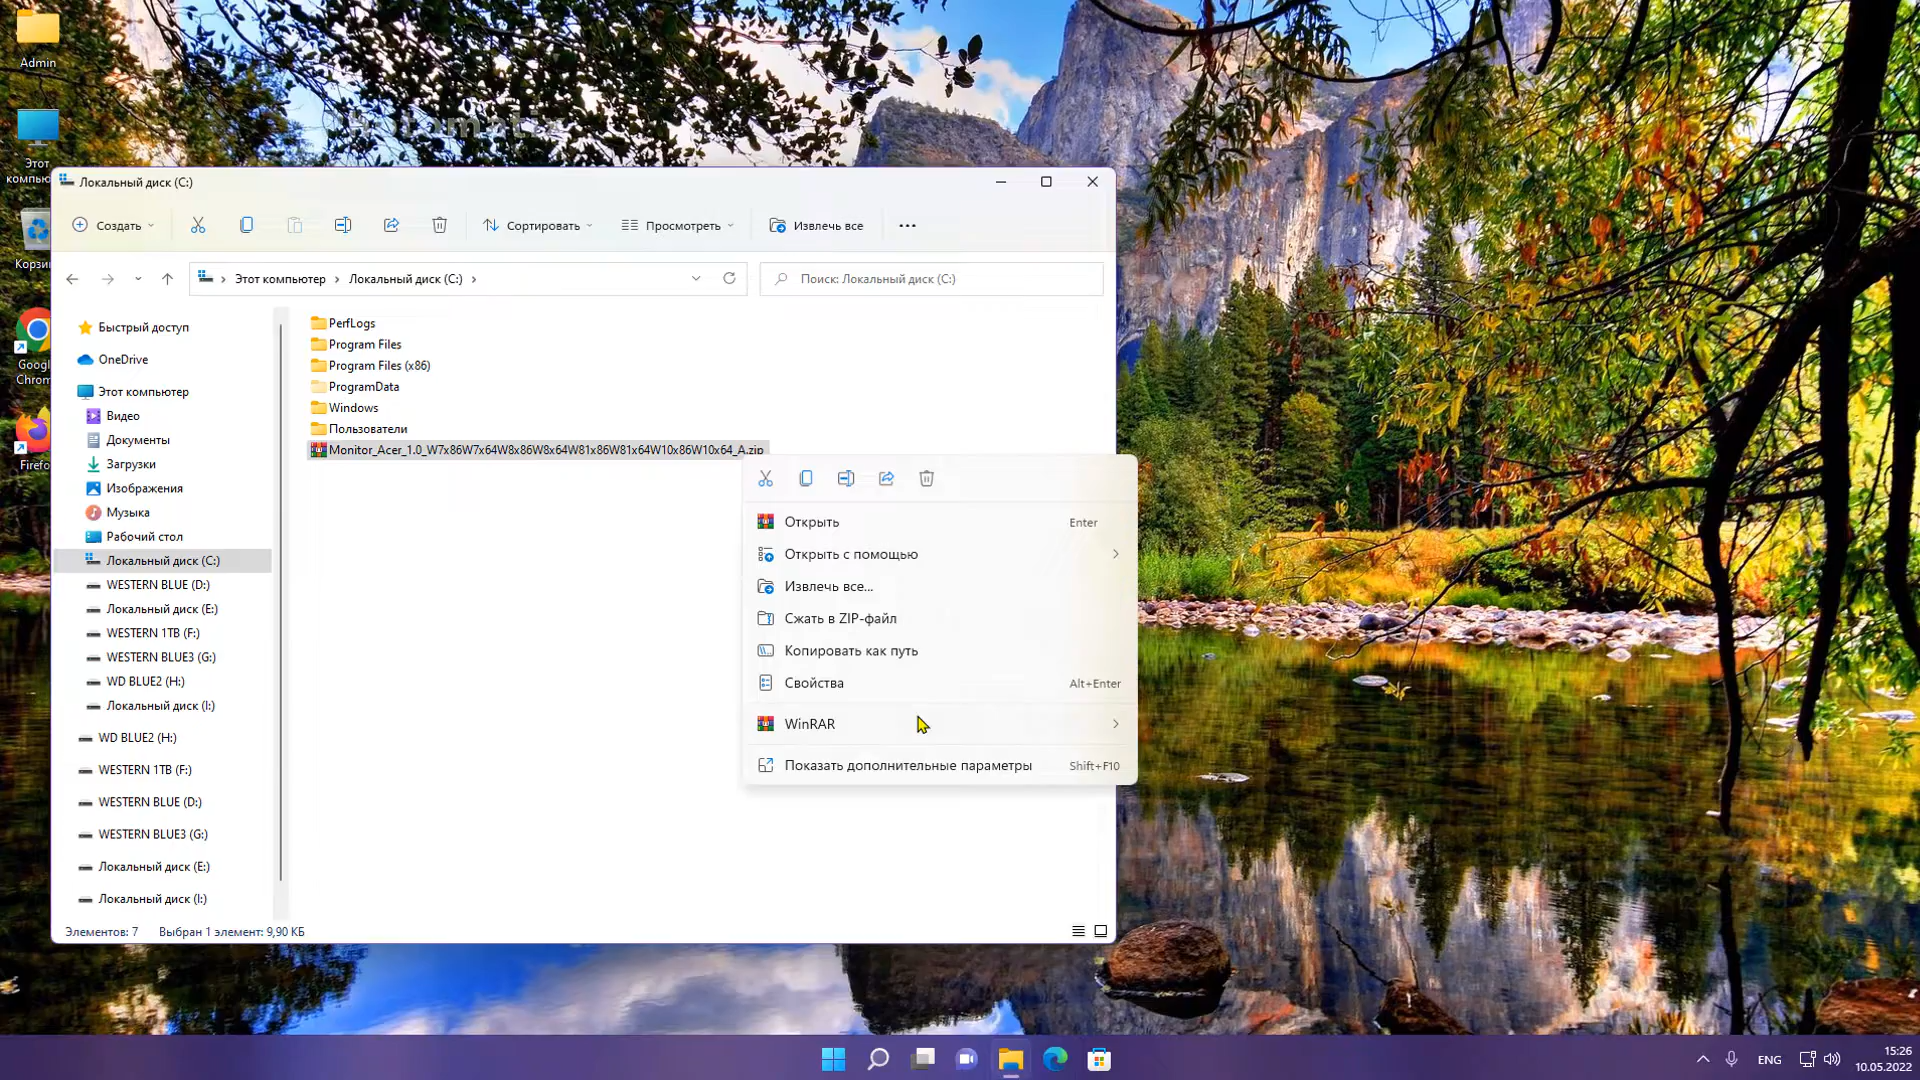 Admin
Этот
Корзи
Google
Chrom
Firefo
Локальный диск (C:)
Создать
Сортировать
Просмотреть
Извлечь все
Этот компьютер
Локальный диск (C:)
Поиск: Локальный диск (C:)
Быстрый доступ
OneDrive
Этот компьютер
Видео
Документы
Загрузки
Изображения
Музыка
Рабочий стол
Локальный диск (C:)
WESTERN BLUE (D:)
Локальный диск (E:)
WESTERN 1TB (F:)
WESTERN BLUE3 (G:)
WD BLUE2 (H:)
Локальный диск (I:)
WD BLUE2 (H:)
WESTERN 1TB (F:)
WESTERN BLUE (D:)
WESTERN BLUE3 (G:)
Локальный диск (E:)
Локальный диск (I:)
PerfLogs
Program Files
Program Files (x86)
ProgramData
Windows
Пользователи
Monitor_Acer_1.0_W7x86W7x64W8x86W8x64W81x86W81x64W10x86W10x64_A.zip
Открыть Enter
Открыть с помощью
Извлечь все...
Сжать в ZIP-файл
Копировать как путь
Свойства Alt+Enter
WinRAR
Показать дополнительные параметры Shift+F10
Элементов: 7 Выбран 1 элемент: 9,90 КБ
ENG
15:26
10.05.2022